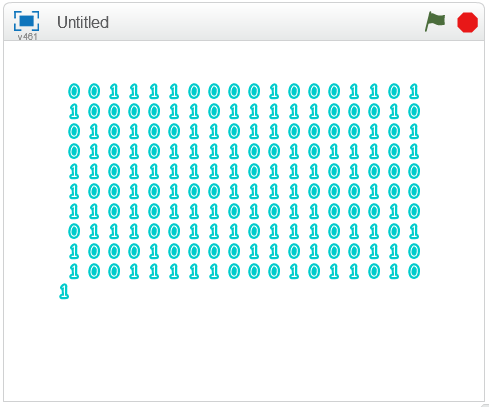 Untitled
v461
0 0 1 1 1 1 0 0 0 0 1 0 0 0 1 1 0 1
1 0 0 0 0 1 1 0 1 1 1 1 1 0 0 0 1 0
0 1 0 1 0 0 1 1 0 1 1 0 0 0 0 1 0 1
0 1 0 1 0 1 1 1 1 0 0 1 0 1 1 1 0 1
1 1 0 1 1 1 1 1 1 0 1 1 1 0 1 0 0 0
1 0 0 1 0 1 0 0 1 1 1 1 0 0 0 1 0 0
1 1 0 1 0 1 1 1 0 1 0 1 1 0 0 0 1 0
0 1 1 1 0 0 1 1 1 0 1 1 0 1 1 0 1 1
1 0 0 0 1 0 0 0 0 1 1 0 1 0 0 1 1 0
1 0 0 1 1 1 1 1 0 0 0 1 0 1 1 0 1 0
1